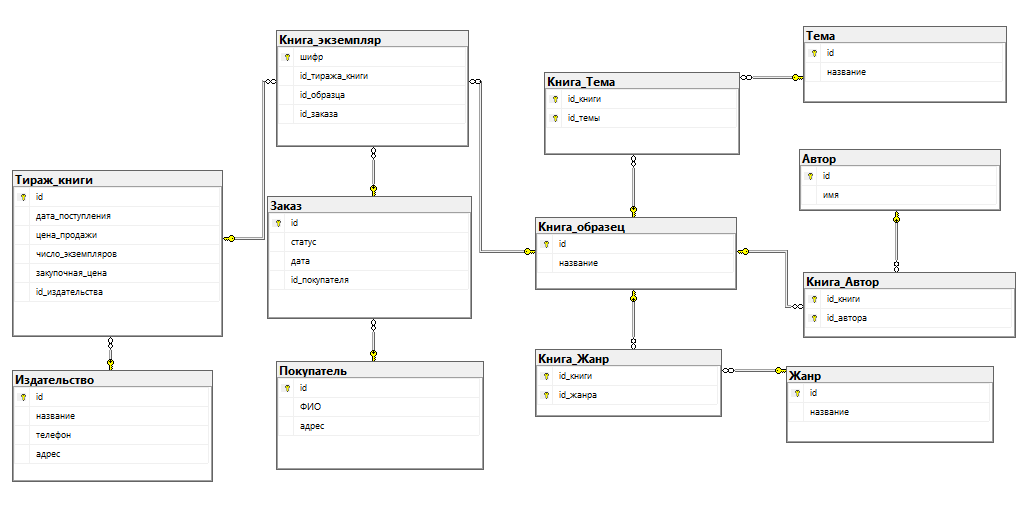 Книга_экземпляр
шифр
id_тиража_книги
id_образца
id_заказа
Тираж_книги
id
дата_поступления
цена_продажи
число_экземпляров
закупочная_цена
id_издательства
Издательство
id
название
телефон
адрес
Заказ
id
статус
дата
id_покупателя
Покупатель
id
ФИО
адрес
Книга_Тема
id_книги
id_темы
Книга_образец
id
название
Книга_Жанр
id_книги
id_жанра
Тема
id
название
Автор
id
имя
Книга_Автор
id_книги
id_автора
Жанр
id
название